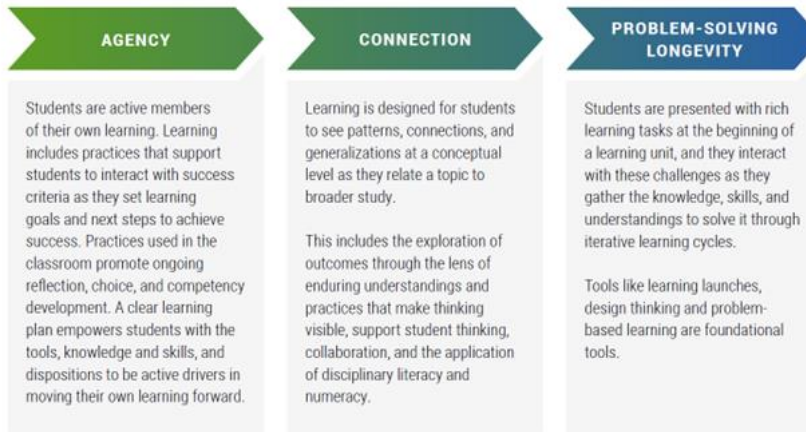 AGENCY
Students are active members
of their own learning. Learning
includes practices that support
students to interact with success
criteria as they set learning
goals and next steps to achieve
success. Practices used in the
classroom promote ongoing
reflection, choice, and competency
development. A clear learning
plan empowers students with the
tools, knowledge and skills, and
dispositions to be active drivers in
moving their own learning forward.
CONNECTION
Learning is designed for students
to see patterns, connections, and
generalizations at a conceptual
level as they relate a topic to
broader study.
This includes the exploration of
outcomes through the lens of
enduring understandings and
practices that make thinking
visible, support student thinking,
collaboration, and the application
of disciplinary literacy and
numeracy.
PROBLEM-SOLVING
LONGEVITY
Students are presented with rich
learning tasks at the beginning of
a learning unit, and they interact
with these challenges as they
gather the knowledge, skills, and
understandings to solve it through
iterative learning cycles.
Tools like learning launches,
design thinking and problem-
based learning are foundational
tools.